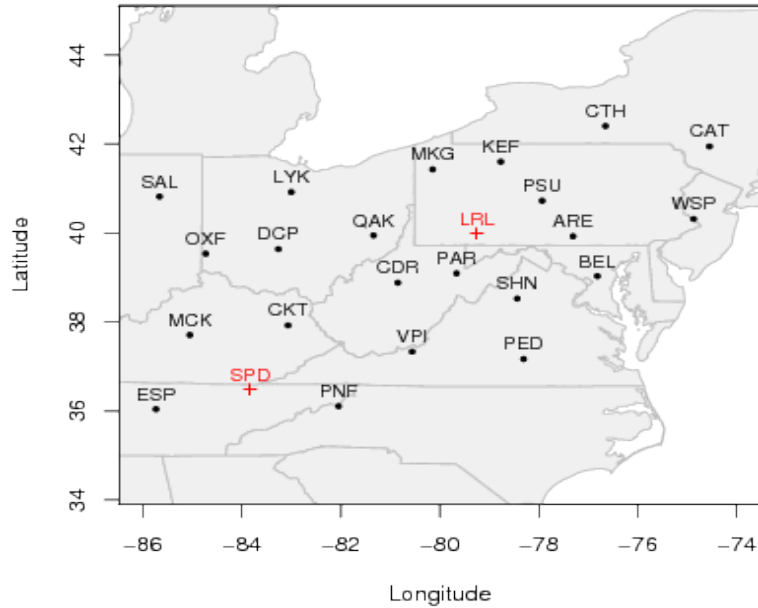 44
42
40
38
36
34
Latitude
CTH
CAT
MKG
KEF
SAL
LYK
PSU
WSP
LRL
OXF
DCP
QAK
ARE
CDR
PAR
BEL
SHN
MCK
CKT
VPI
PED
SPD
ESP
PNF
−86
−84
−82
−80
−78
−76
−74
Longitude